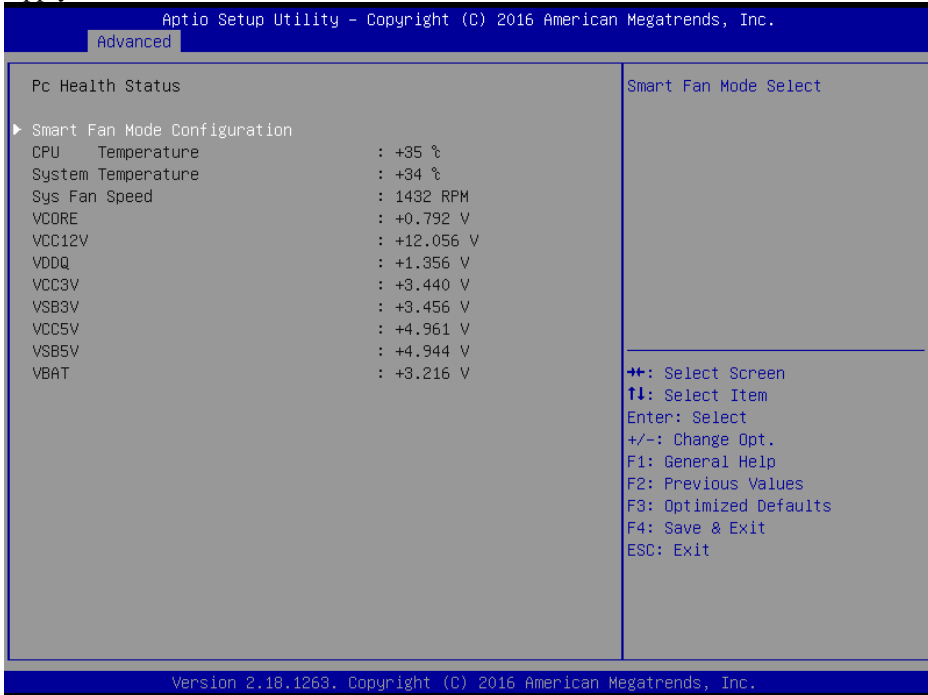 Aptio Setup Utility – Copyright (C) 2016 American Megatrends, Inc.
Advanced
Pc Health Status
Smart Fan Mode Configuration
CPU Temperature : +35 ℃
System Temperature : +34 ℃
Sys Fan Speed : 1432 RPM
VCORE : +0.792 V
VCC12V : +12.056 V
VDDQ : +1.356 V
VCC3V : +3.440 V
VSB3V : +3.456 V
VCC5V : +4.961 V
VSB5V : +4.944 V
VBAT : +3.216 V
Smart Fan Mode Select
→←: Select Screen
↑↓: Select Item
Enter: Select
+/-: Change Opt.
F1: General Help
F2: Previous Values
F3: Optimized Defaults
F4: Save & Exit
ESC: Exit
Version 2.18.1263. Copyright (C) 2016 American Megatrends, Inc.